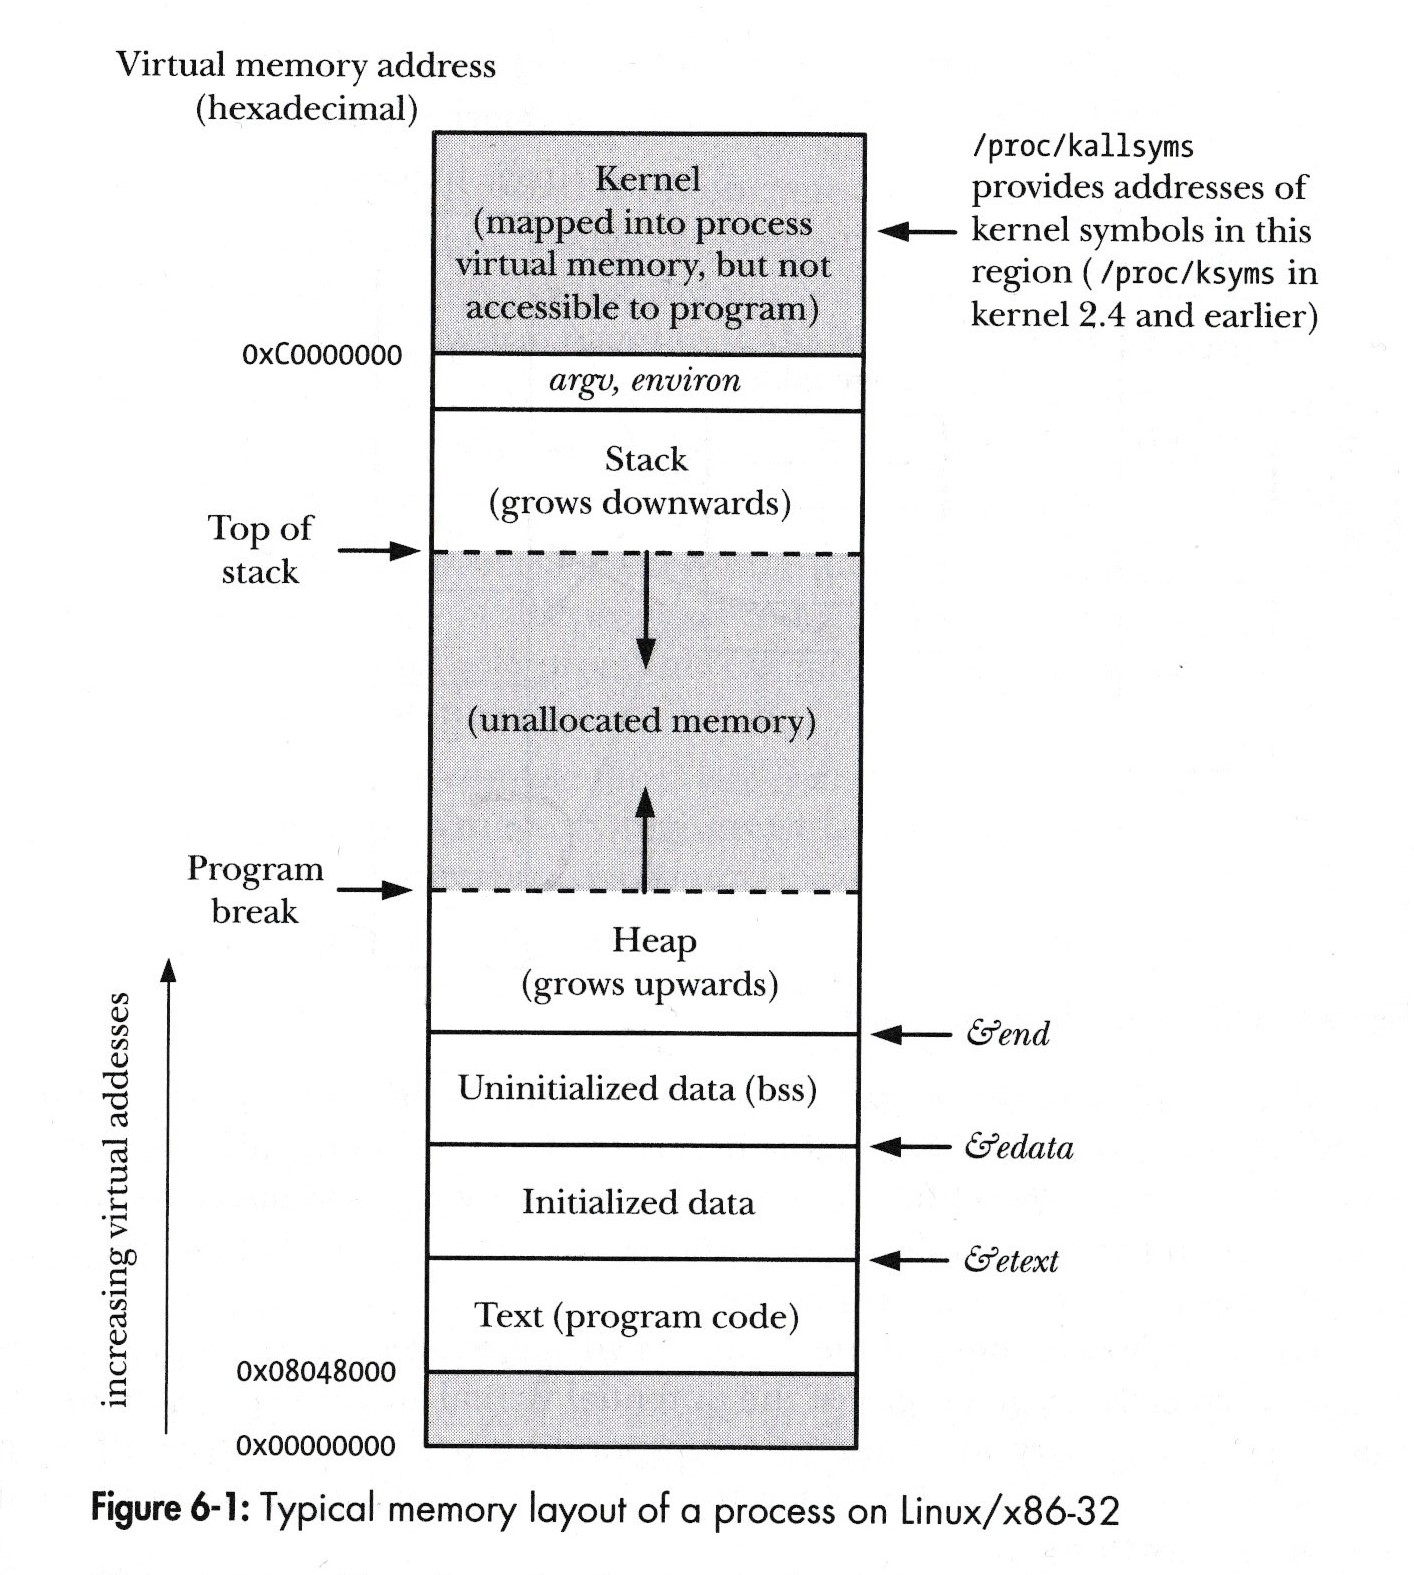 Virtual memory address
(hexadecimal)
Kernel
(mapped into process
virtual memory, but not
accessible to program)
/proc/kallsyms
provides addresses of
kernel symbols in this
region ( /proc/ksyms in
kernel 2.4 and earlier)
0xC0000000
argv, environ
Stack
(grows downwards)
Top of
stack
(unallocated memory)
Program
break
Heap
(grows upwards)
&end
Uninitialized data (bss)
&edata
Initialized data
&etext
Text (program code)
0x08048000
0x00000000
increasing virtual addesses
Figure 6-1: Typical memory layout of a process on Linux/x86-32